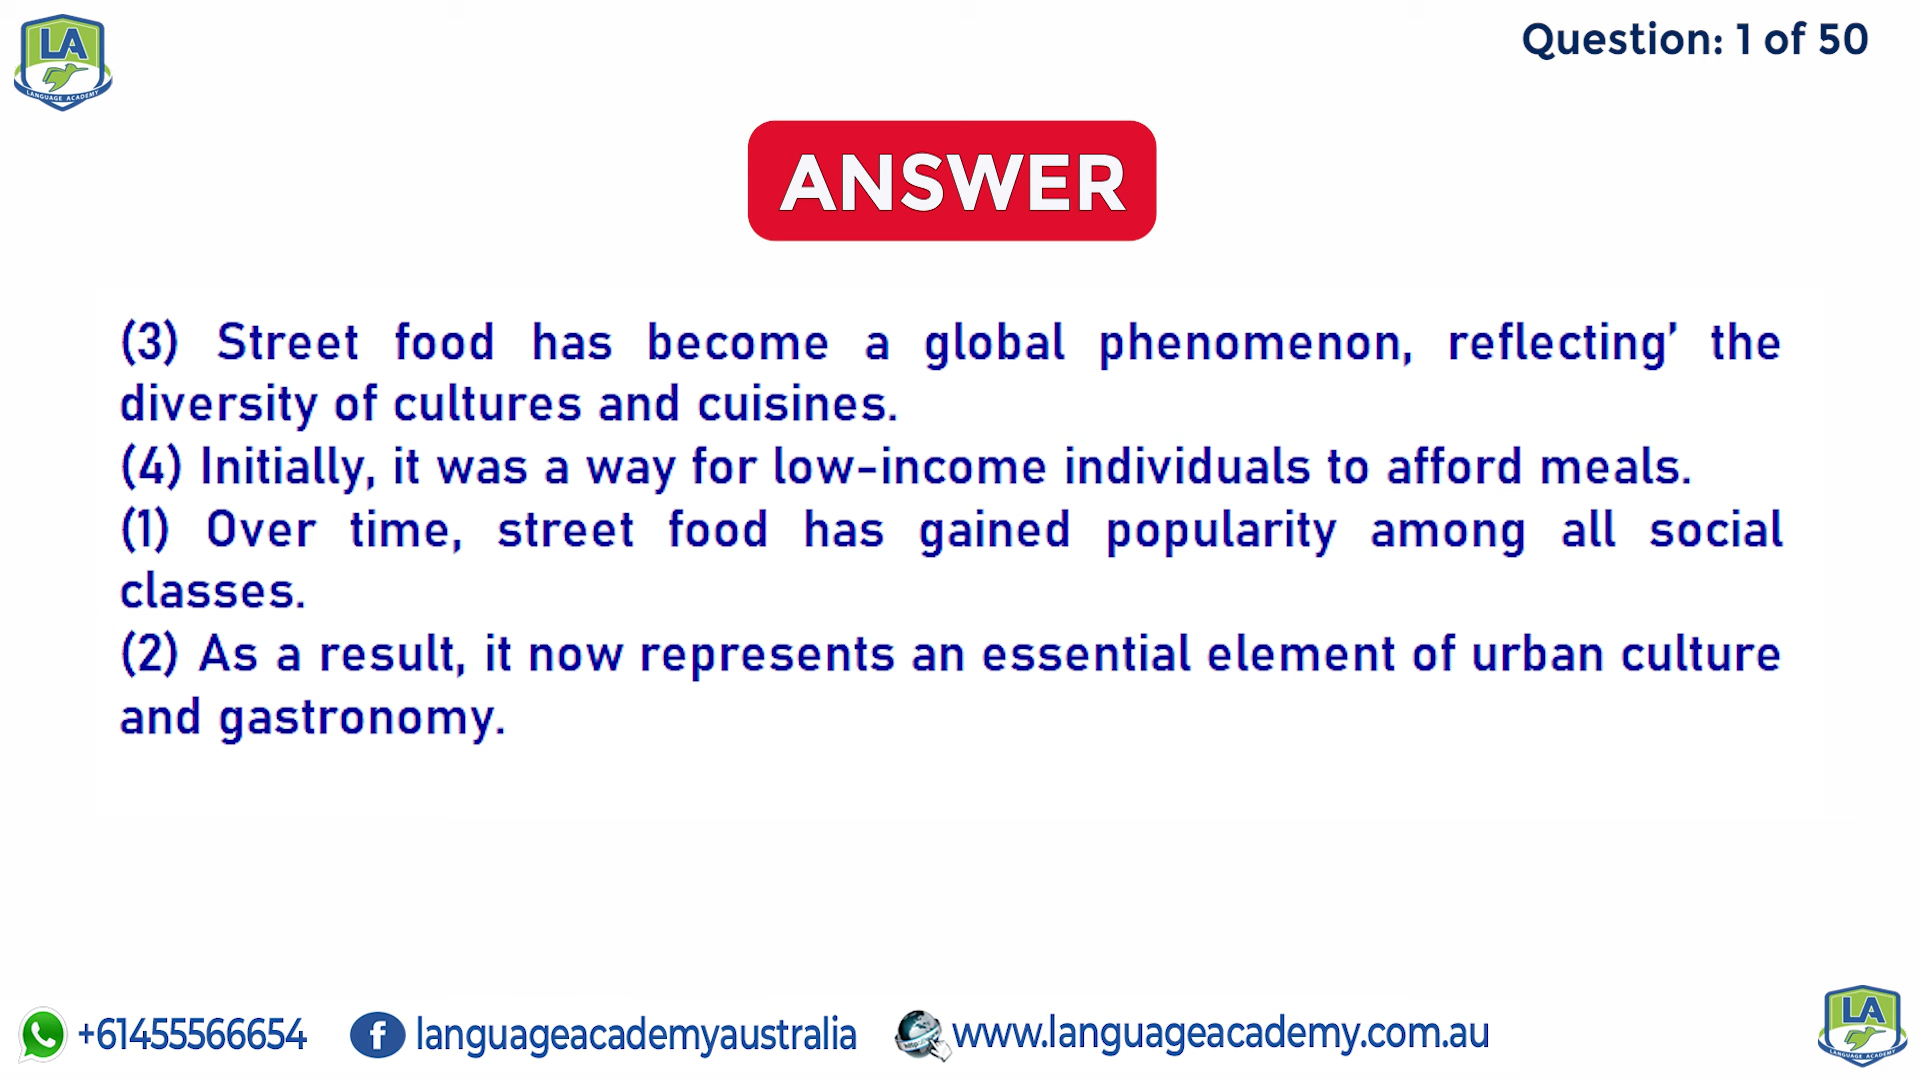 LA
LANGUAGE ACADEMY
Question: 1 of 50
ANSWER
(3) Street food has become a global phenomenon, reflecting’ the
diversity of cultures and cuisines.
(4) Initially, it was a way for low-income individuals to afford meals.
(1) Over time, street food has gained popularity among all social
classes.
(2) As a result, it now represents an essential element of urban culture
and gastronomy.
+61455566654
f languageacademyaustralia
http:// www.languageacademy.com.au
LA
LANGUAGE ACADEMY